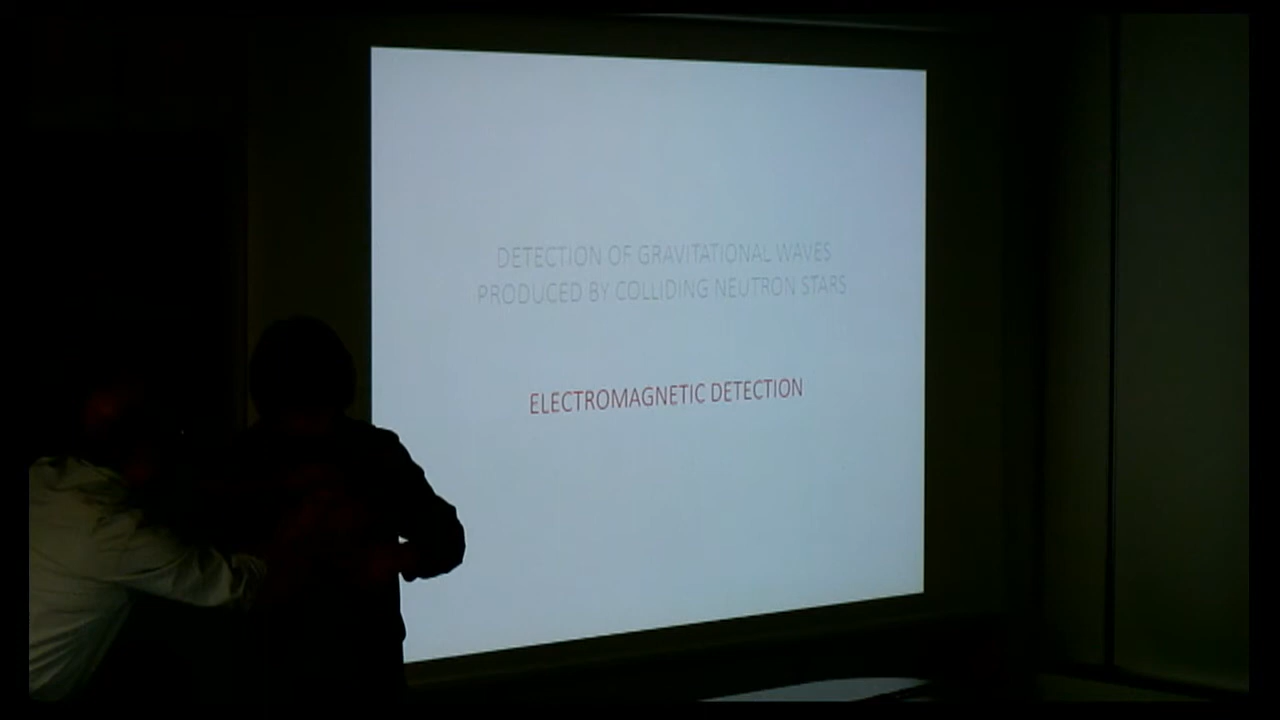 DETECTION OF GRAVITATIONAL WAVES
PRODUCED BY COLLIDING NEUTRON STARS
ELECTROMAGNETIC DETECTION